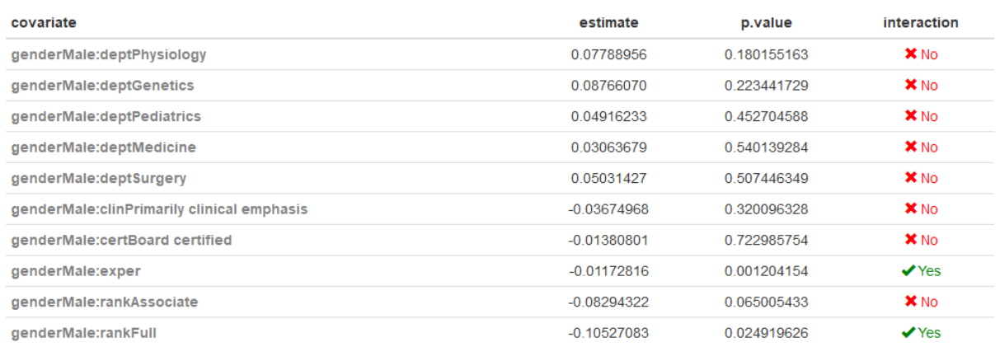 covariate estimate p.value interaction
genderMale:deptPhysiology 0.07788956 0.180155163 ✖ No
genderMale:deptGenetics 0.08766070 0.223441729 ✖ No
genderMale:deptPediatrics 0.04916233 0.452704588 ✖ No
genderMale:deptMedicine 0.03063679 0.540139284 ✖ No
genderMale:deptSurgery 0.05031427 0.507446349 ✖ No
genderMale:clinPrimarily clinical emphasis -0.03674968 0.320096328 ✖ No
genderMale:certBoard certified -0.01380801 0.722985754 ✖ No
genderMale:exper -0.01172816 0.001204154 ✔ Yes
genderMale:rankAssociate -0.08294322 0.065005433 ✖ No
genderMale:rankFull -0.10527083 0.024919626 ✔ Yes